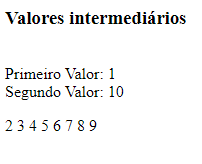 Valores intermediários
Primeiro Valor: 1
Segundo Valor: 10
2 3 4 5 6 7 8 9